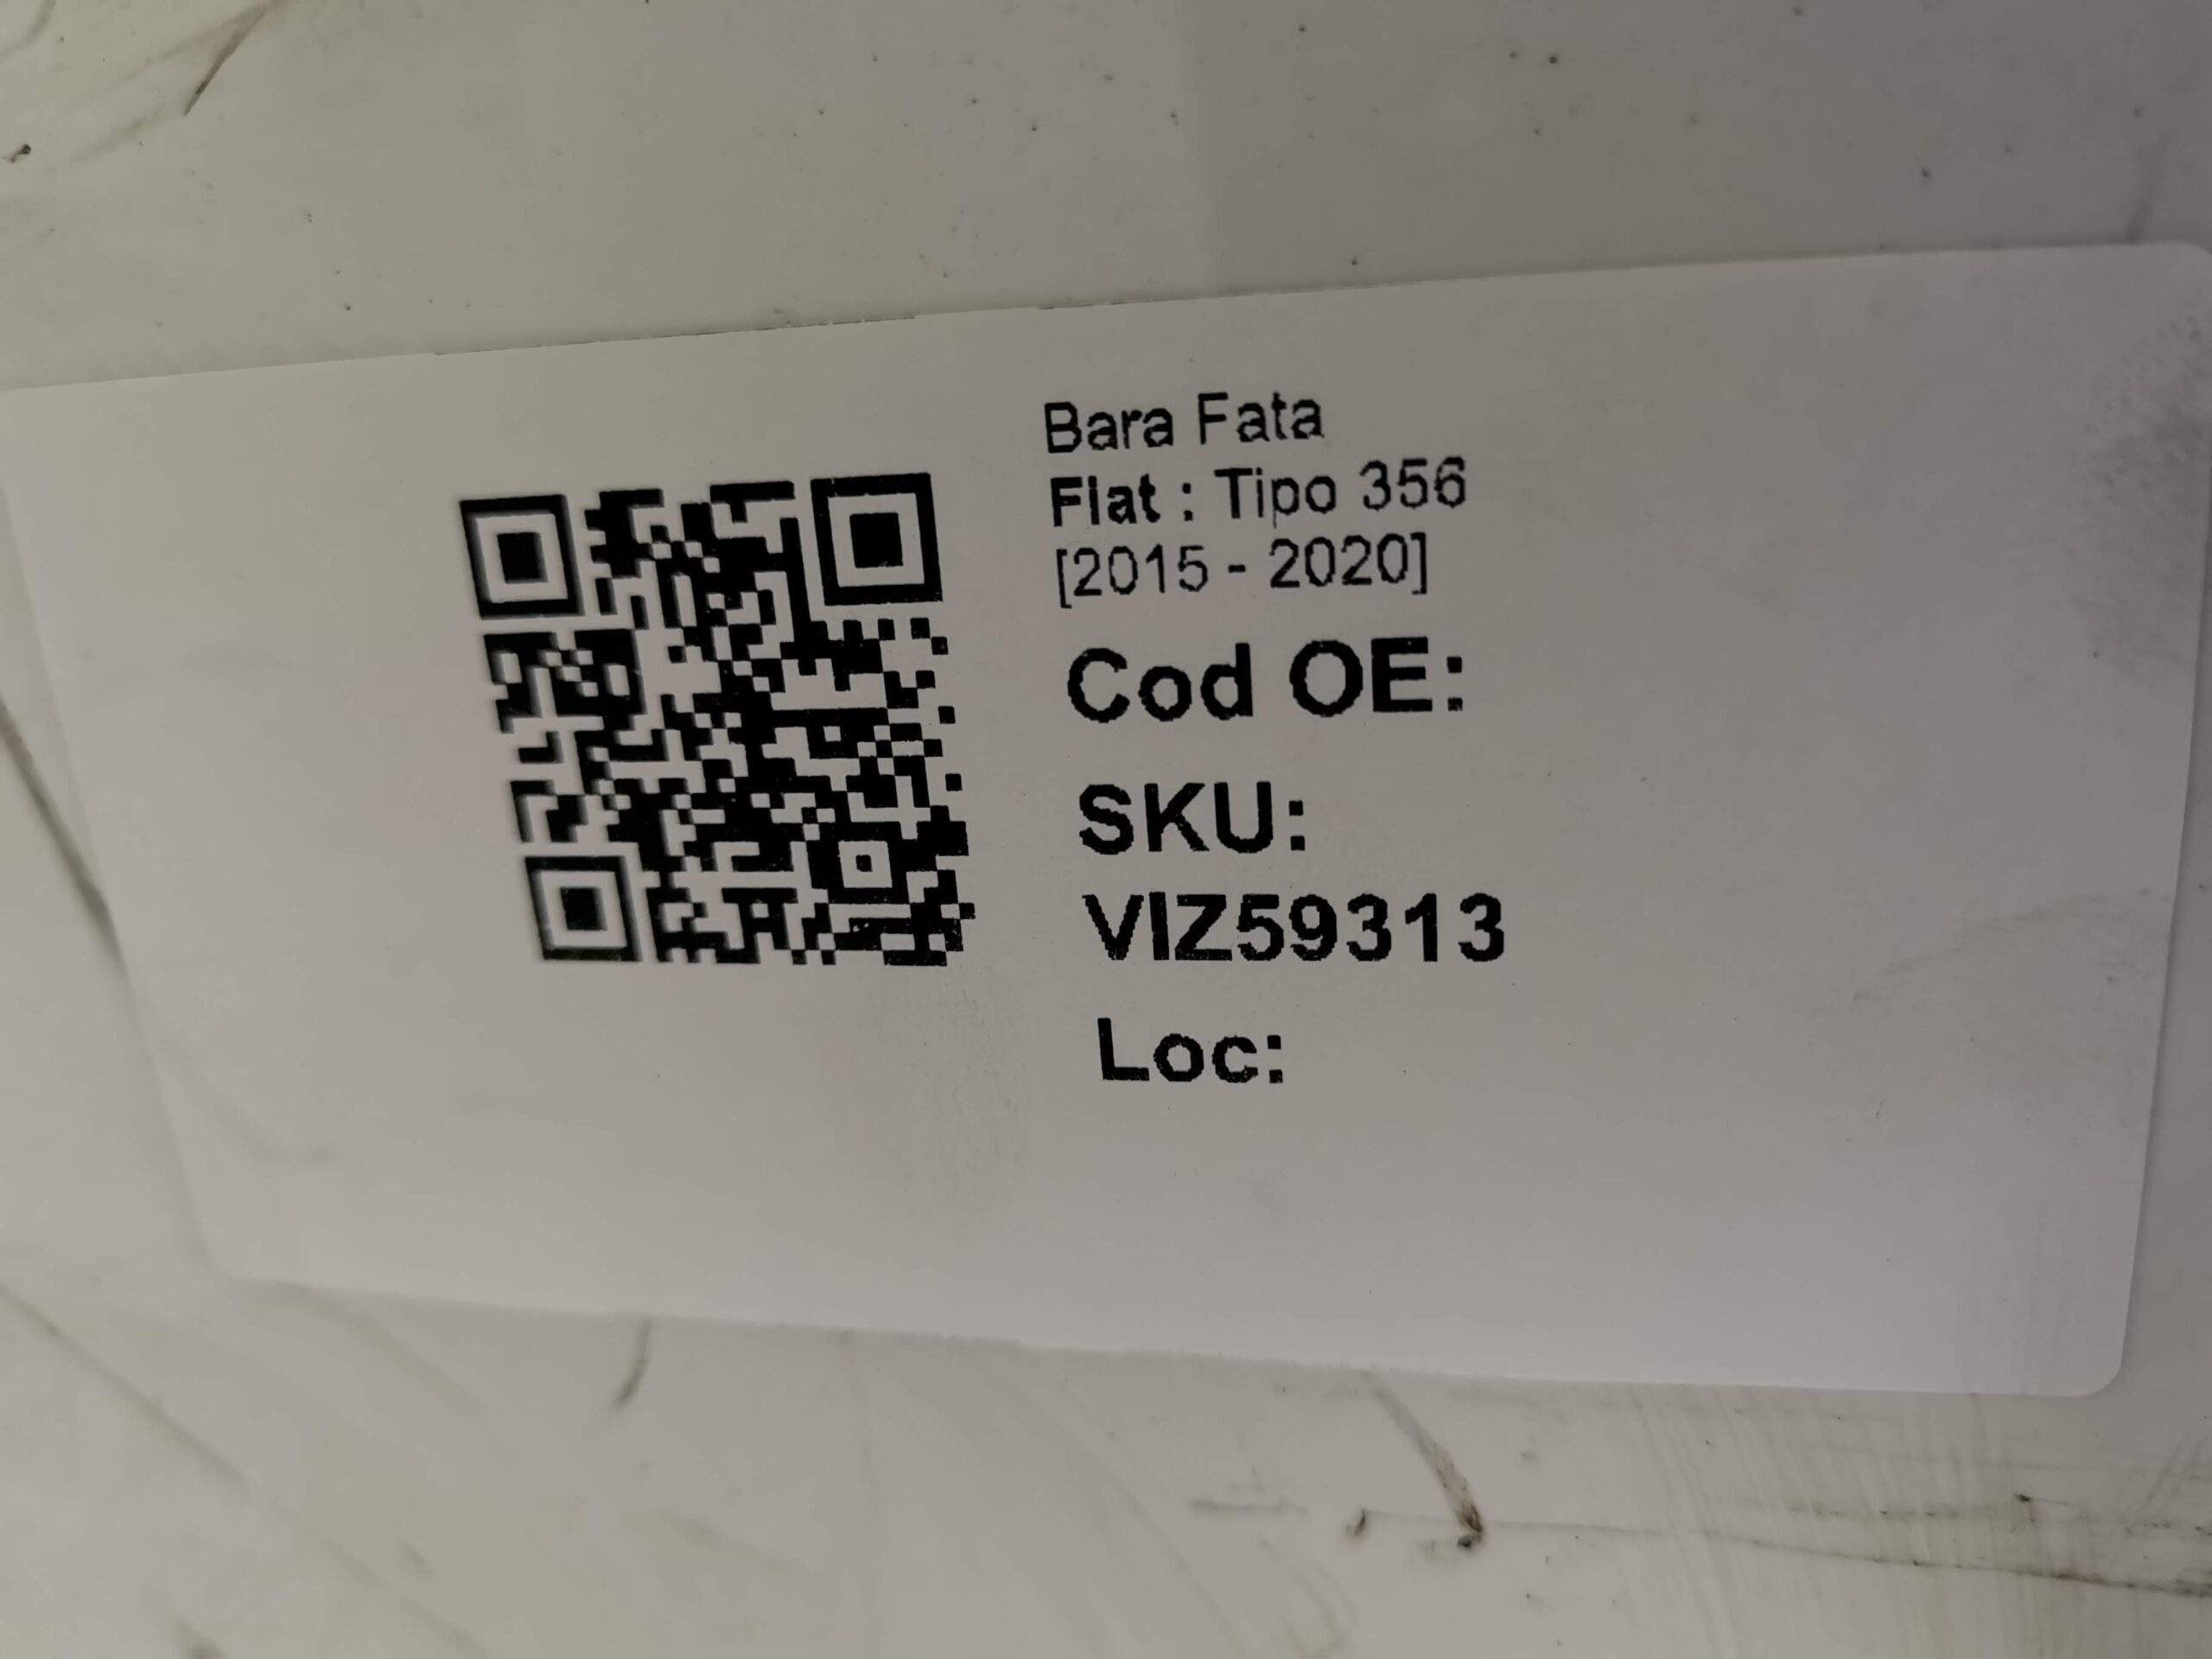 Bara Fata
Fiat : Tipo 356
[2015 - 2020]
Cod OE:
SKU:
VIZ59313
Loc: